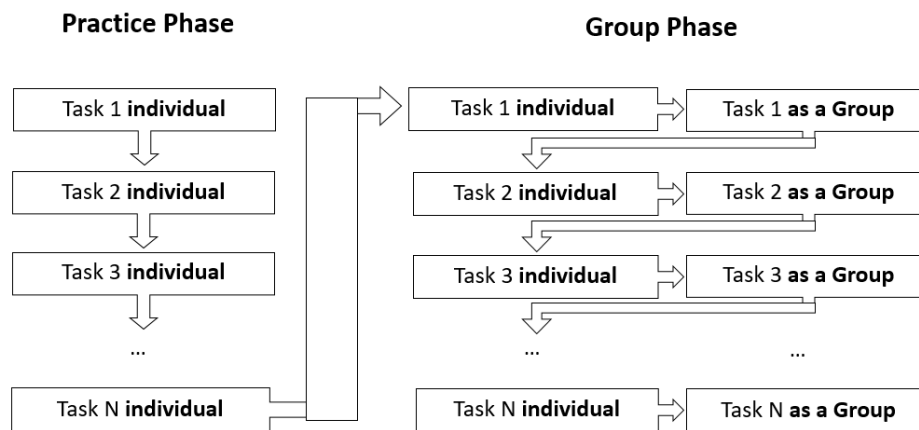 Practice Phase
Group Phase
Task 1 individual
Task 2 individual
Task 3 individual
...
Task N individual
Task 1 individual
Task 1 as a Group
Task 2 individual
Task 2 as a Group
Task 3 individual
Task 3 as a Group
...
...
Task N individual
Task N as a Group